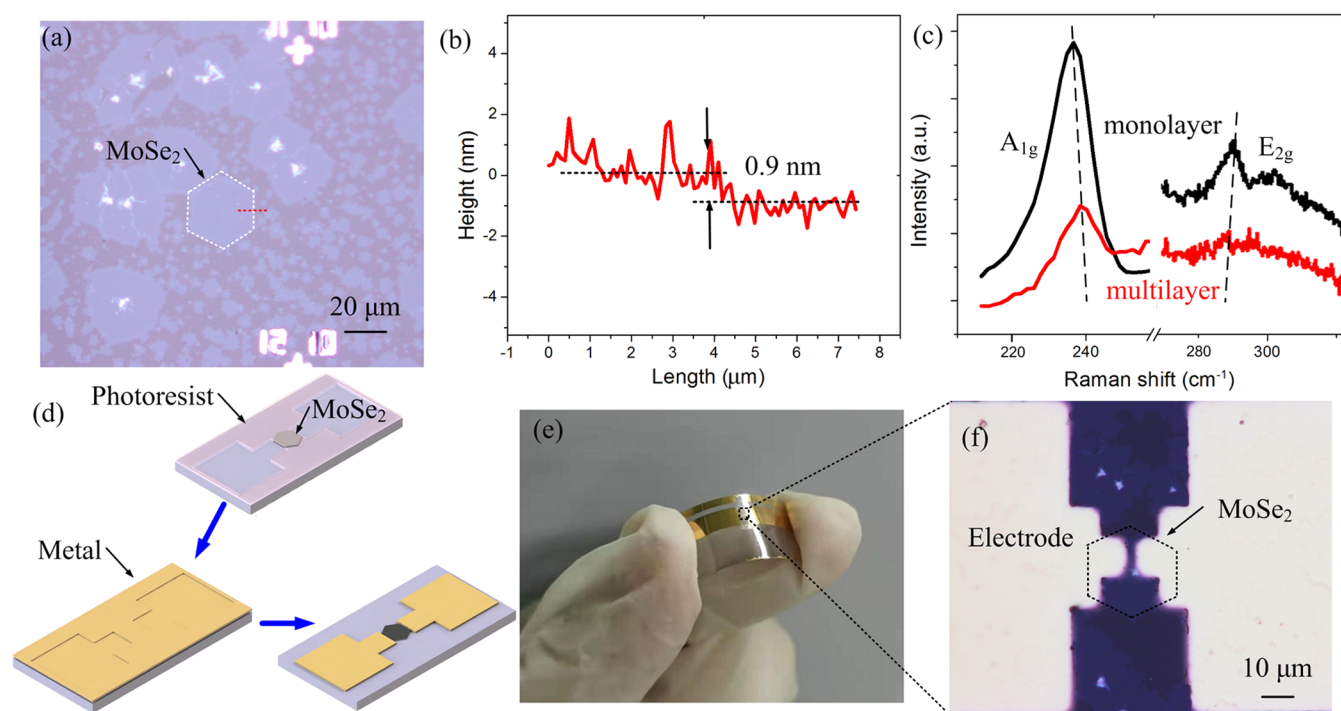 (a)
MoSe2
20 μm
(b)
Height (nm)
4
2
0
-2
-4
0.9 nm
-1 0 1 2 3 4 5 6 7 8
Length (μm)
(c)
Intensity (a.u.)
A1g
monolayer
E2g
multilayer
220 240 280 300
Raman shift (cm-1)
(d)
Photoresist
MoSe2
Metal
(e)
(f)
MoSe2
Electrode
10 μm